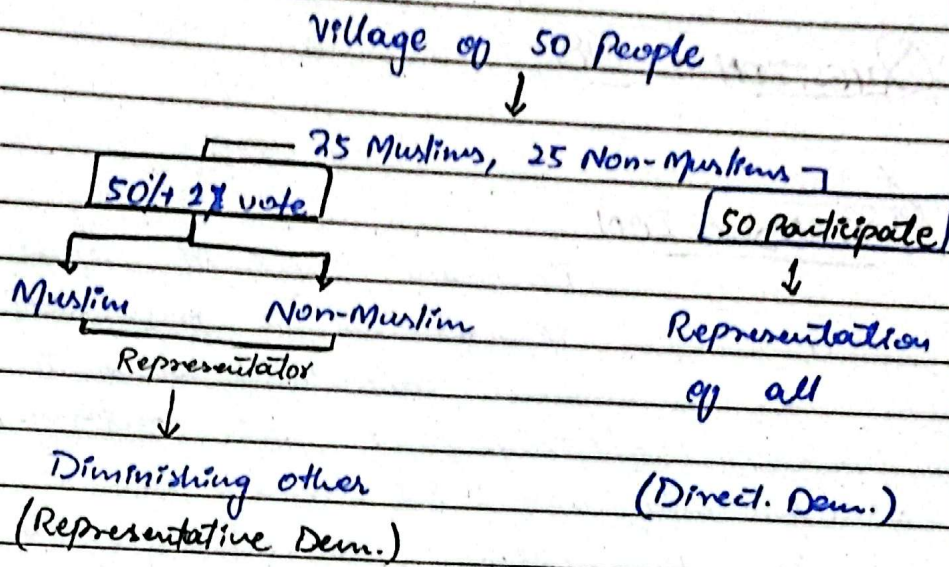 Village of 50 People
25 Muslims, 25 Non-Muslims
50%+ 2% vote
50 Participate
Muslim
Non-Muslim
Representator
Representation
of all
Diminishing other
(Direct. Dem.)
(Representative Dem.)